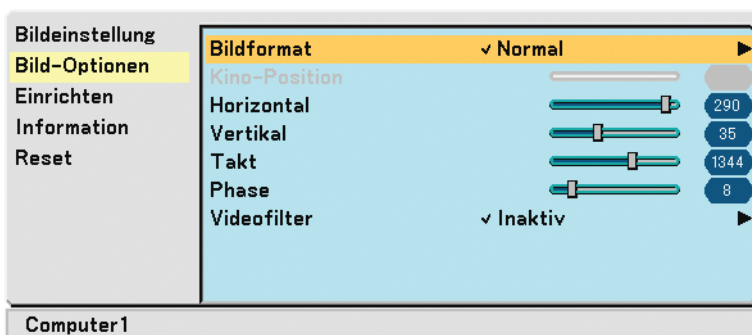 Bildeinstellung
Bild-Optionen
Einrichten
Information
Reset
Bildformat ✓ Normal
Kino-Position
Horizontal 290
Vertikal 35
Takt 1344
Phase 8
Videofilter ✓ Inaktiv
Computer1